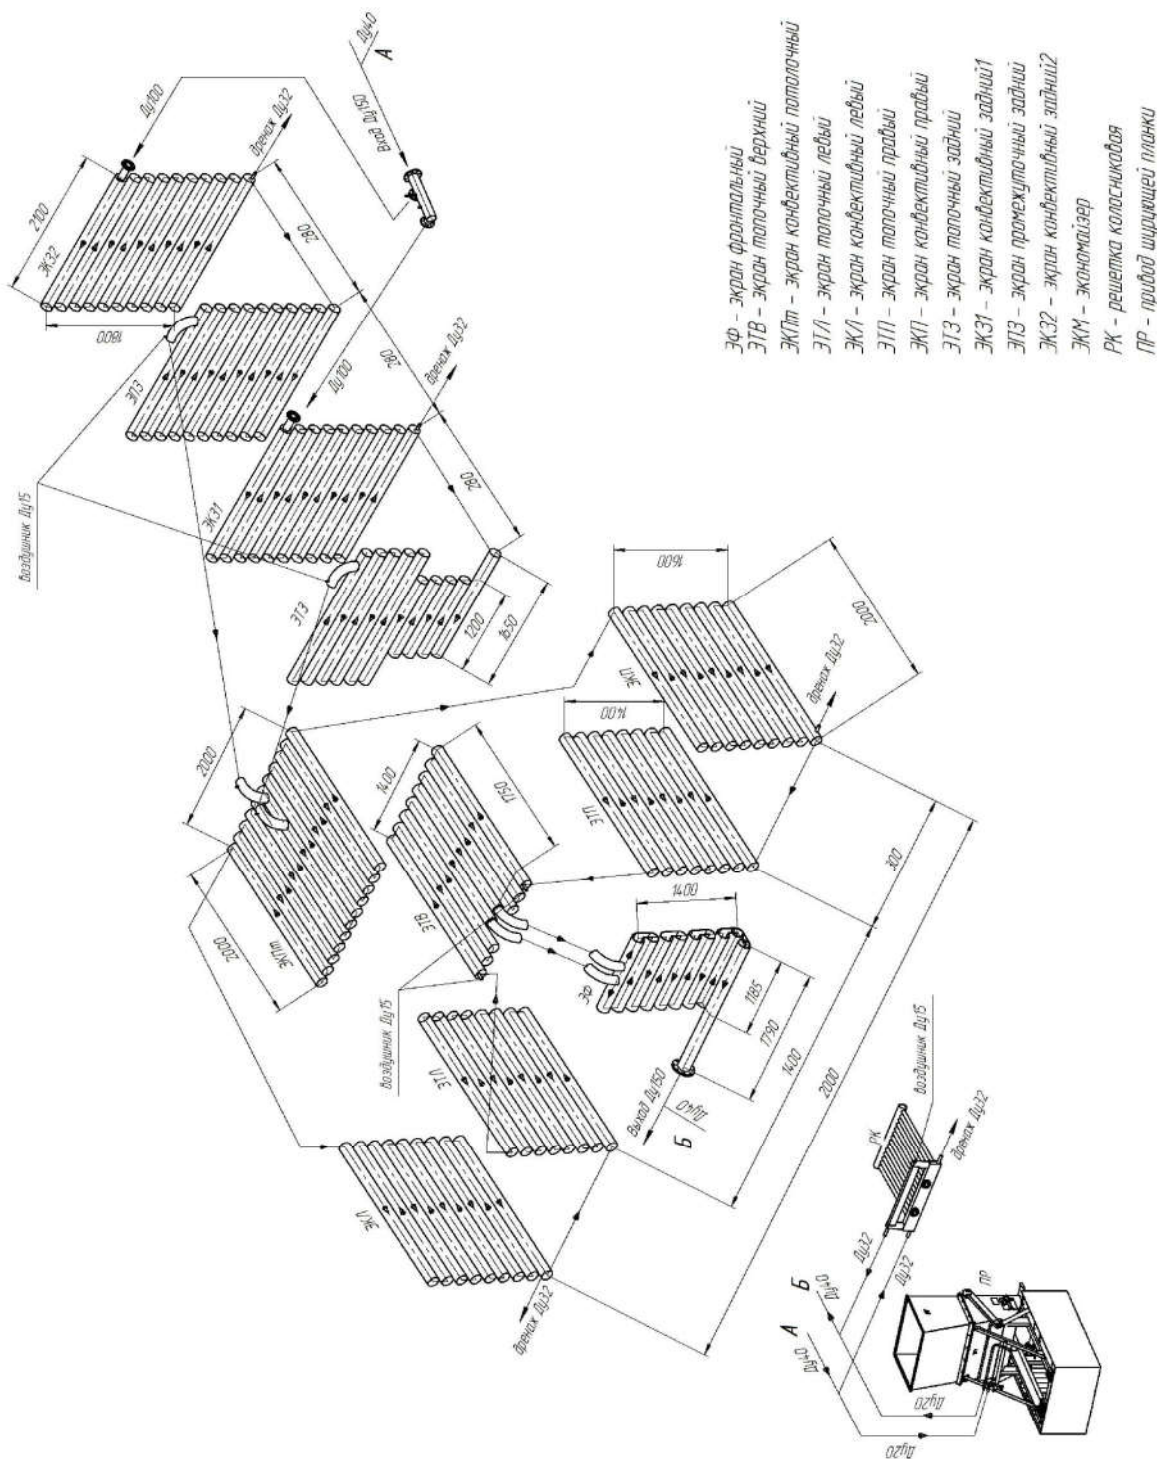 ЭФ – экран фронтальный
ЭТВ – экран топочный верхний
ЭКПт – экран конвективный потолочный
ЭТЛ – экран топочный левый
ЭКЛ – экран конвективный левый
ЭТП – экран топочный правый
ЭКП – экран конвективный правый
ЭТЗ – экран топочный задний
ЭКЗ1 – экран конвективный задний1
ЭПЗ – экран промежуточный задний
ЭКЗ2 – экран конвективный задний2
ЭКМ – экономайзер
РК – решетка колосниковая
ПР – привод шурующей планки
воздушник Ду15
ЭКЗ2
2100
1800
Ду100
дренаж Ду32
Вход Ду150
Ду40
А
280
ЭПЗ
280
Ду100
дренаж Ду32
ЭКЗ1
280
ЭТЗ
1200
1650
2000
2000
ЭКПт
1400
1750
ЭТВ
воздушник Ду15
ЭКП
1600
2000
дренаж Ду32
ЭТП
1400
300
ЭФ
1400
1185
1790
1400
2000
Выход Ду150
Ду40
Б
ЭТЛ
ЭКЛ
дренаж Ду32
воздушник Ду15
РК
дренаж Ду32
Ду32
Ду32
Б
Ду40
А
Ду40
ПР
Ду20
Ду20